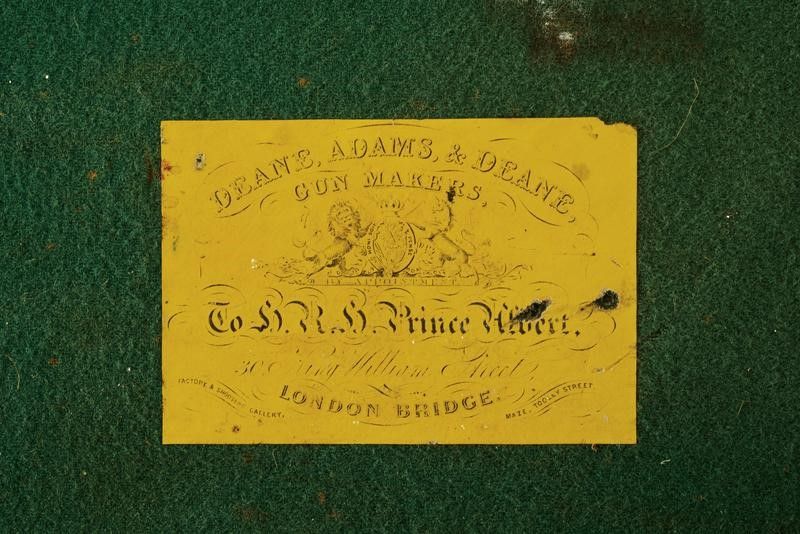 DEANE, ADAMS, & DEANE,
GUN MAKERS,
BY APPOINTMENT
To H.R.H. Prince Albert,
30 King William Street
LONDON BRIDGE.
FACTORY & SHOOTING GALLERY,
MAZE, TOOLEY STREET